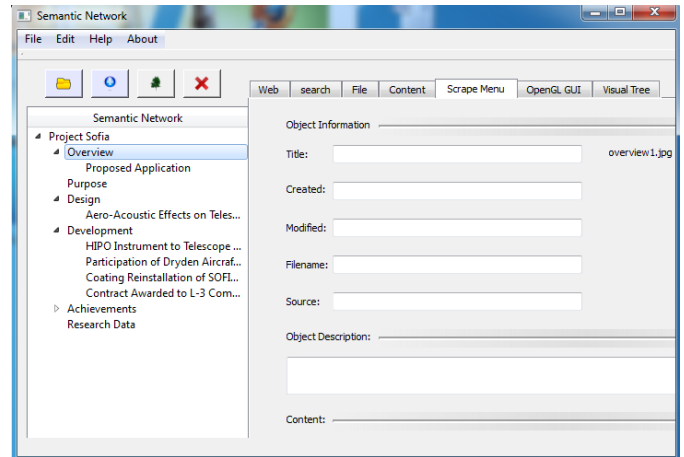 Semantic Network
File Edit Help About
Web search File Content Scrape Menu OpenGL GUI Visual Tree
Semantic Network
Project Sofia
Overview
Proposed Application
Purpose
Design
Aero-Acoustic Effects on Teles...
Development
HIPO Instrument to Telescope ...
Participation of Dryden Aircraf...
Coating Reinstallation of SOFI...
Contract Awarded to L-3 Com...
Achievements
Research Data
Object Information
Title:
overview1.jpg
Created:
Modified:
Filename:
Source:
Object Description:
Content: